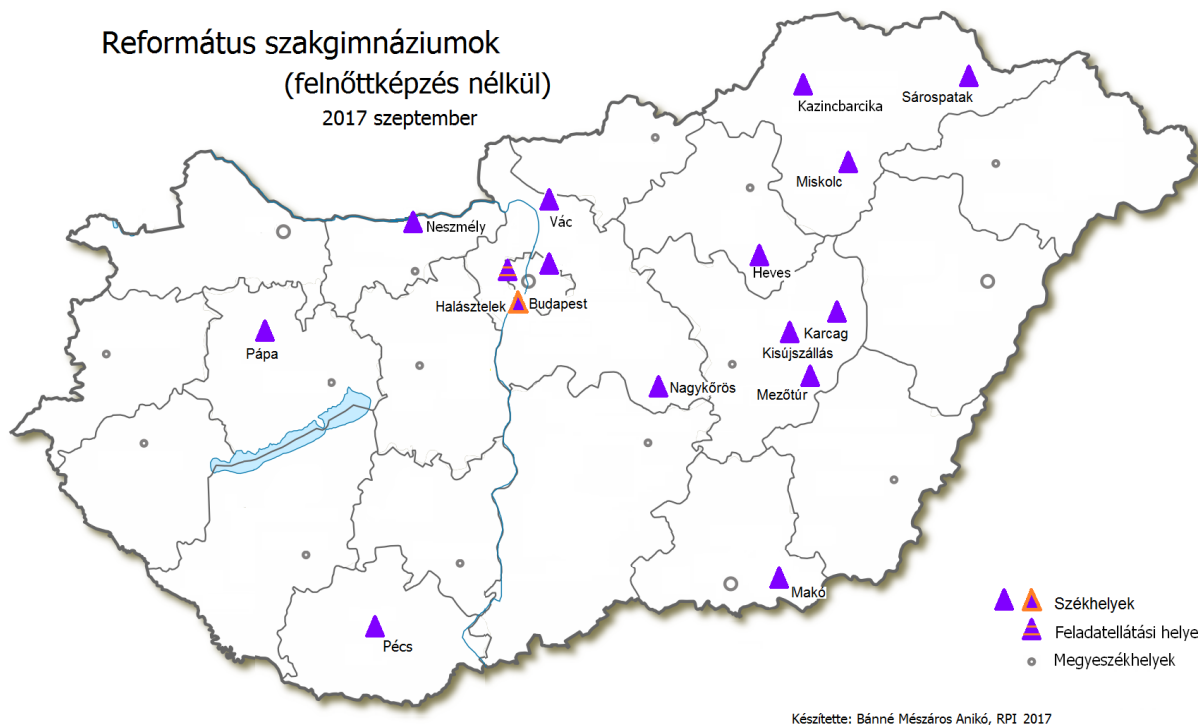 Református szakgimnáziumok
(felnőttképzés nélkül)
2017 szeptember
Kazincbarcika
Sárospatak
Miskolc
Vác
Neszmély
Heves
Halásztelek
Budapest
Karcag
Kisújszállás
Pápa
Nagykőrös
Mezőtúr
Makó
Pécs
Székhelyek
Feladatellátási helye
Megyeszékhelyek
Készítette: Bánné Mészáros Anikó, RPI 2017